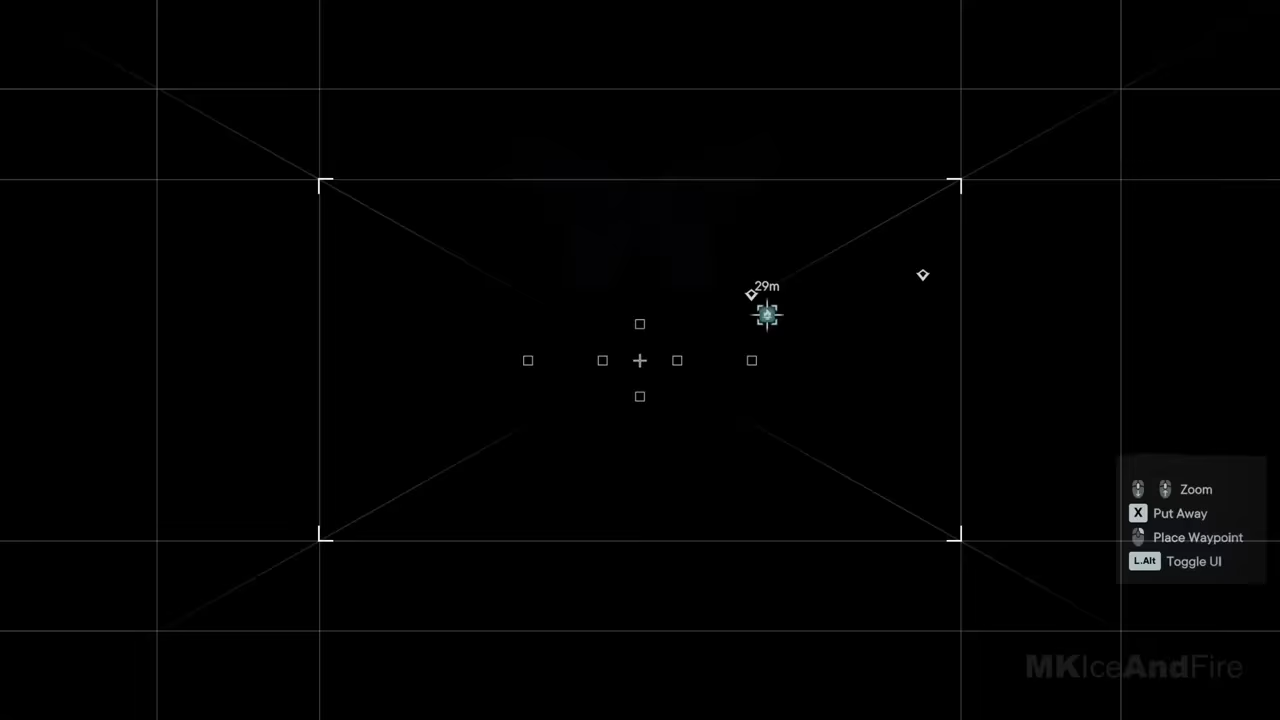 29m
Zoom
X Put Away
Place Waypoint
L.Alt Toggle UI
MKIceAndFire